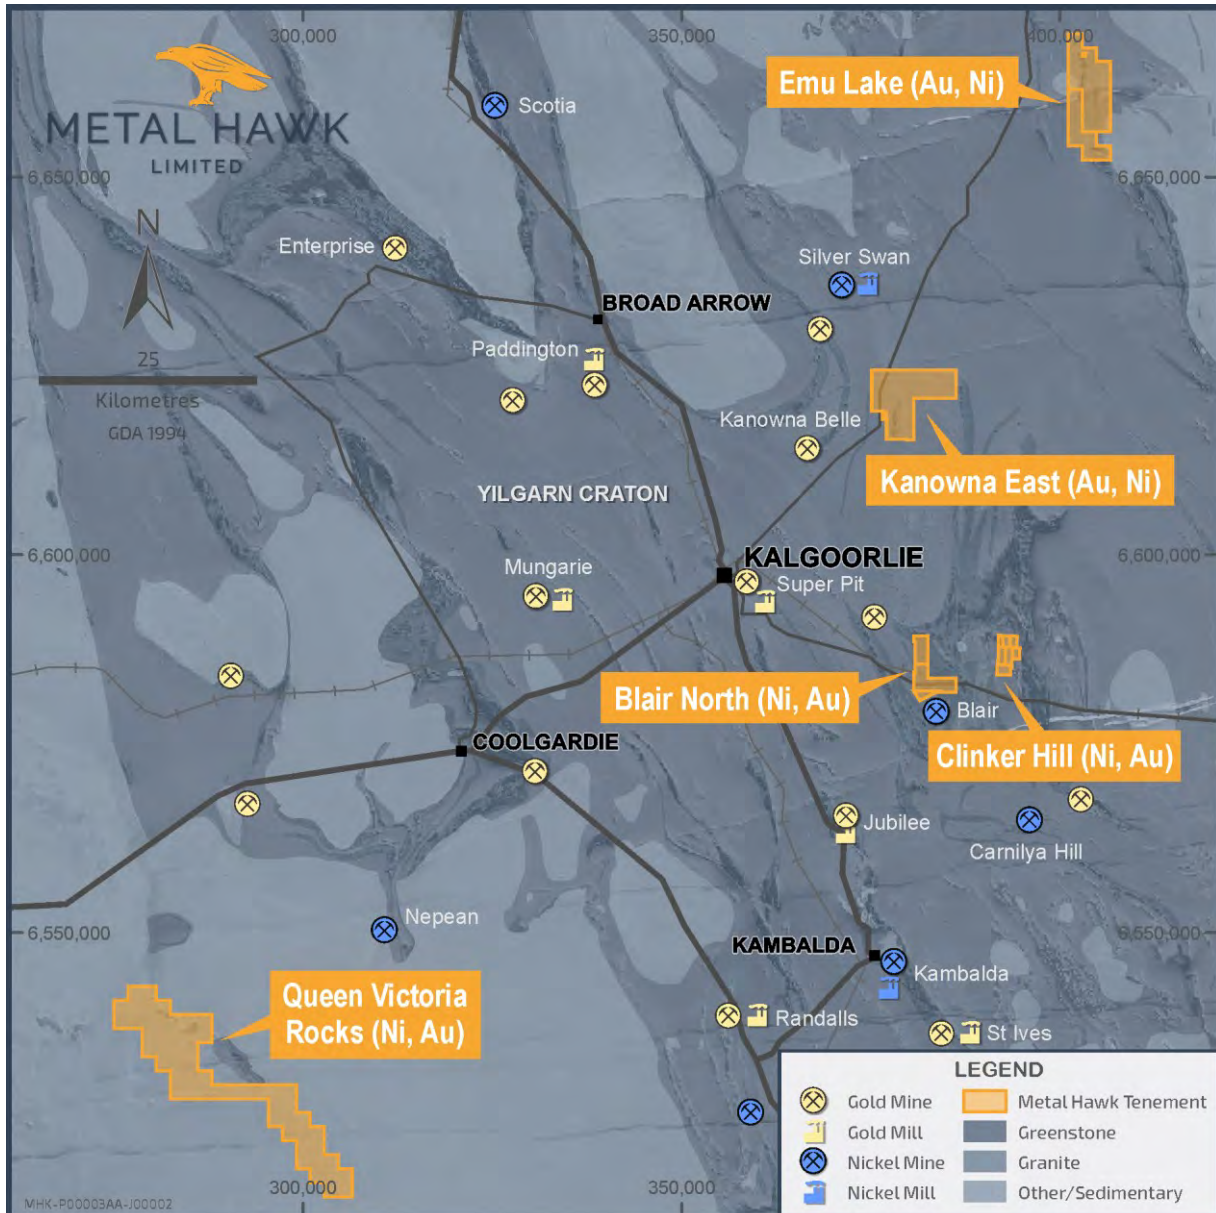 300,000
350,000
400,000
METAL HAWK
LIMITED
Emu Lake (Au, Ni)
Scotia
6,650,000
6,650,000
N
Enterprise
Silver Swan
BROAD ARROW
Paddington
25
Kilometres
GDA 1994
Kanowna Belle
Kanowna East (Au, Ni)
YILGARN CRATON
6,600,000
6,600,000
KALGOORLIE
Mungarie
Super Pit
Blair North (Ni, Au)
Blair
COOLGARDIE
Clinker Hill (Ni, Au)
Jubilee
Carnilya Hill
Nepean
6,550,000
6,550,000
KAMBALDA
Kambalda
Queen Victoria
Rocks (Ni, Au)
Randalls
St Ives
LEGEND
Gold Mine
Metal Hawk Tenement
Gold Mill
Greenstone
Nickel Mine
Granite
Nickel Mill
Other/Sedimentary
300,000
350,000
MHK-P00003AA-J00002